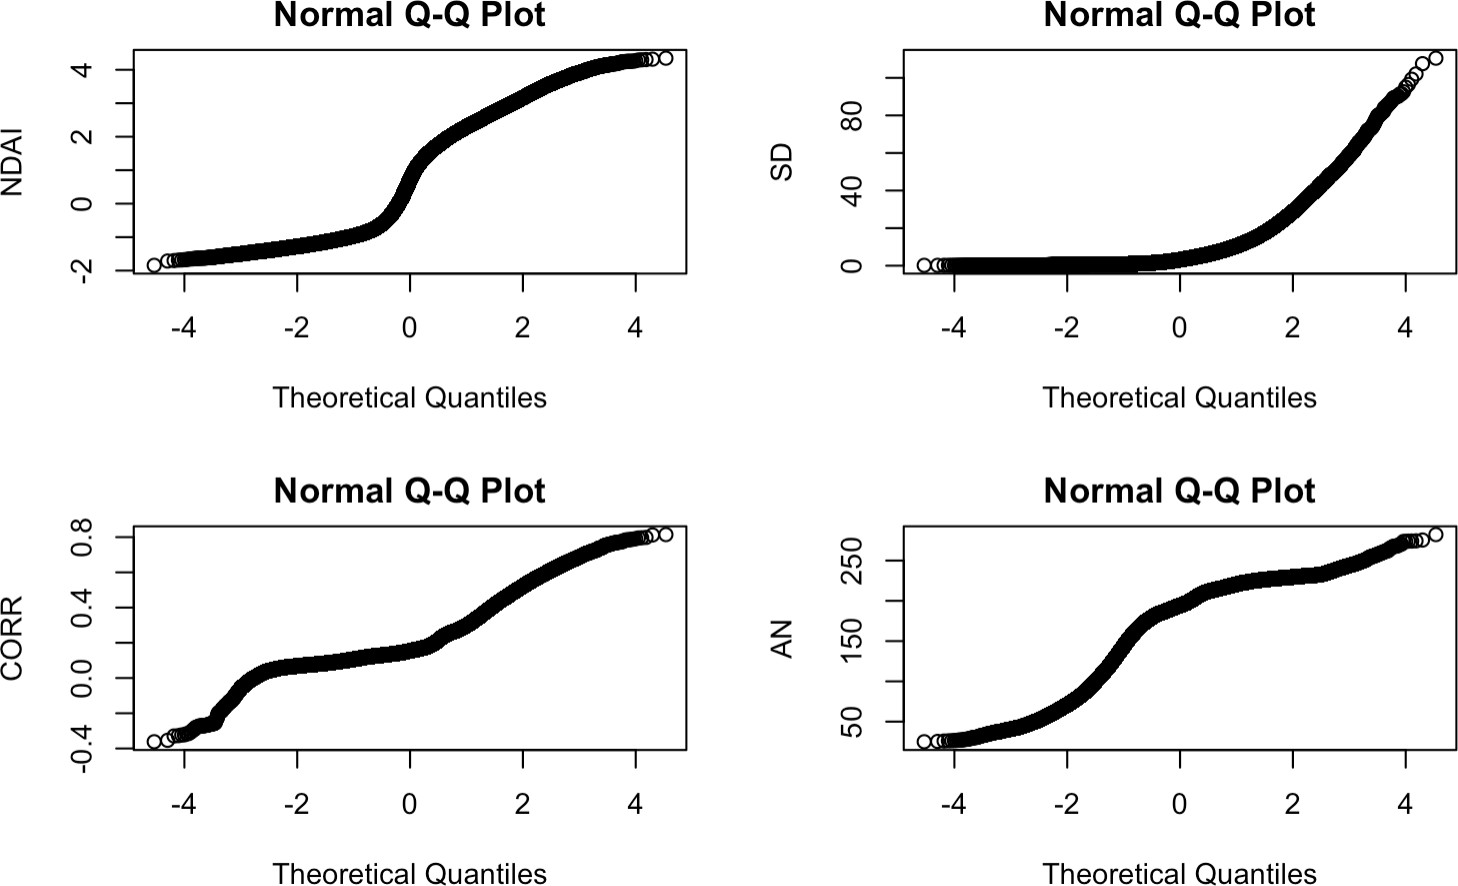 Normal Q-Q Plot
NDAI
4
2
0
-2
-4 -2 0 2 4
Theoretical Quantiles
Normal Q-Q Plot
SD
80
40
0
-4 -2 0 2 4
Theoretical Quantiles
Normal Q-Q Plot
CORR
0.8
0.4
0.0
-0.4
-4 -2 0 2 4
Theoretical Quantiles
Normal Q-Q Plot
AN
250
150
50
-4 -2 0 2 4
Theoretical Quantiles